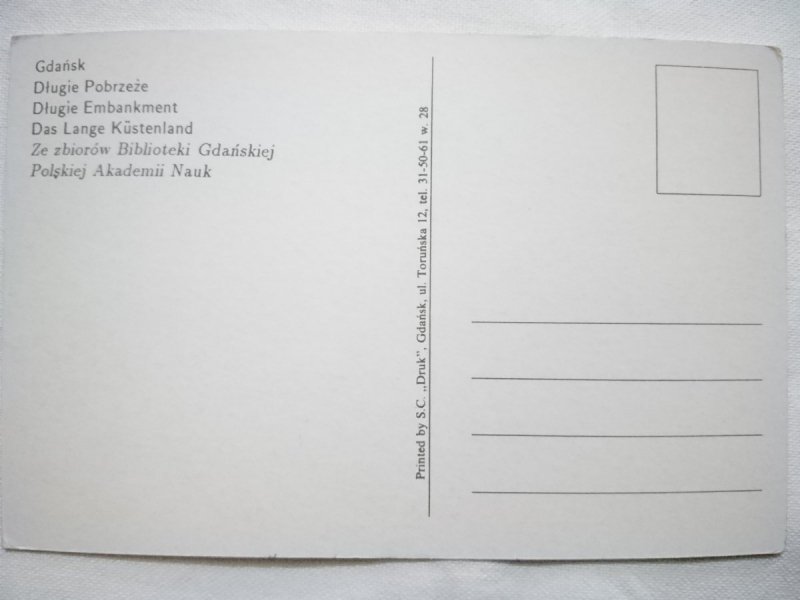 Gdańsk
Długie Pobrzeże
Długie Embankment
Das Lange Küstenland
Ze zbiorów Biblioteki Gdańskiej
Polskiej Akademii Nauk
Printed by S.C. „Druk”, Gdańsk, ul. Toruńska 12, tel. 31-50-61 w. 28